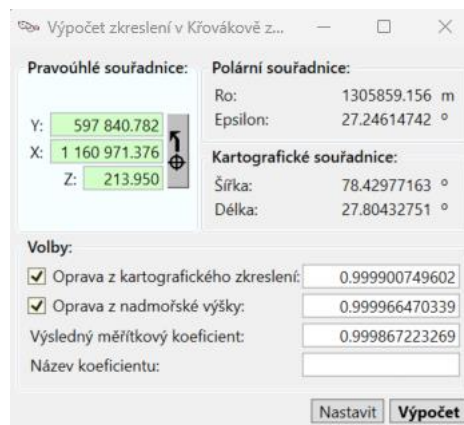 Výpočet zkreslení v Křovákově z...
Pravoúhlé souřadnice:
Y: 597 840.782
X: 1 160 971.376
Z: 213.950
Polární souřadnice:
Ro: 1305859.156 m
Epsilon: 27.24614742 º
Kartografické souřadnice:
Šířka: 78.42977163 º
Délka: 27.80432751 º
Volby:
Oprava z kartografického zkreslení: 0.999900749602
Oprava z nadmořské výšky: 0.999966470339
Výsledný měřítkový koeficient: 0.999867223269
Název koeficientu:
Nastavit Výpočet